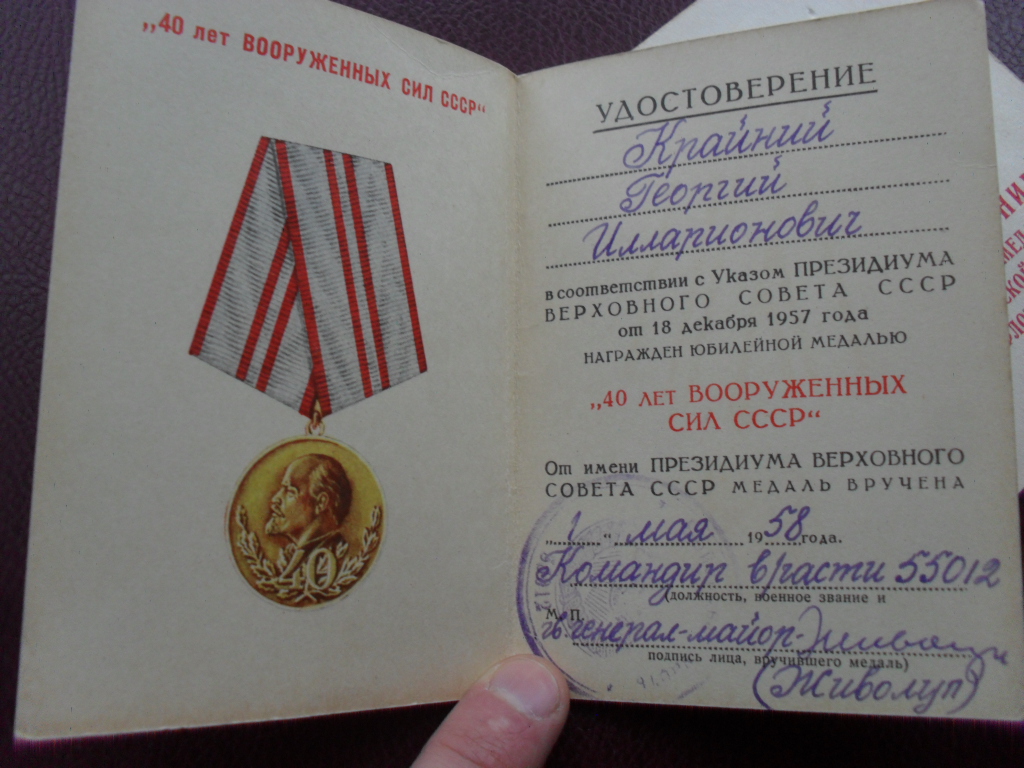 „40 лет ВООРУЖЕННЫХ СИЛ СССР“
40
УДОСТОВЕРЕНИЕ
Крайний
Георгий
Илларионович
в соответствии с Указом ПРЕЗИДИУМА
ВЕРХОВНОГО СОВЕТА СССР
от 18 декабря 1957 года
НАГРАЖДЕН ЮБИЛЕЙНОЙ МЕДАЛЬЮ
„40 ЛЕТ ВООРУЖЕННЫХ
СИЛ СССР“
От имени ПРЕЗИДИУМА ВЕРХОВНОГО
СОВЕТА СССР МЕДАЛЬ ВРУЧЕНА
„1“ мая 1958 года.
Командир в/части 55012
(должность, военное звание и
М. П.
гв. генерал-майор-
подпись лица, вручившего медаль)
(Живолуп)